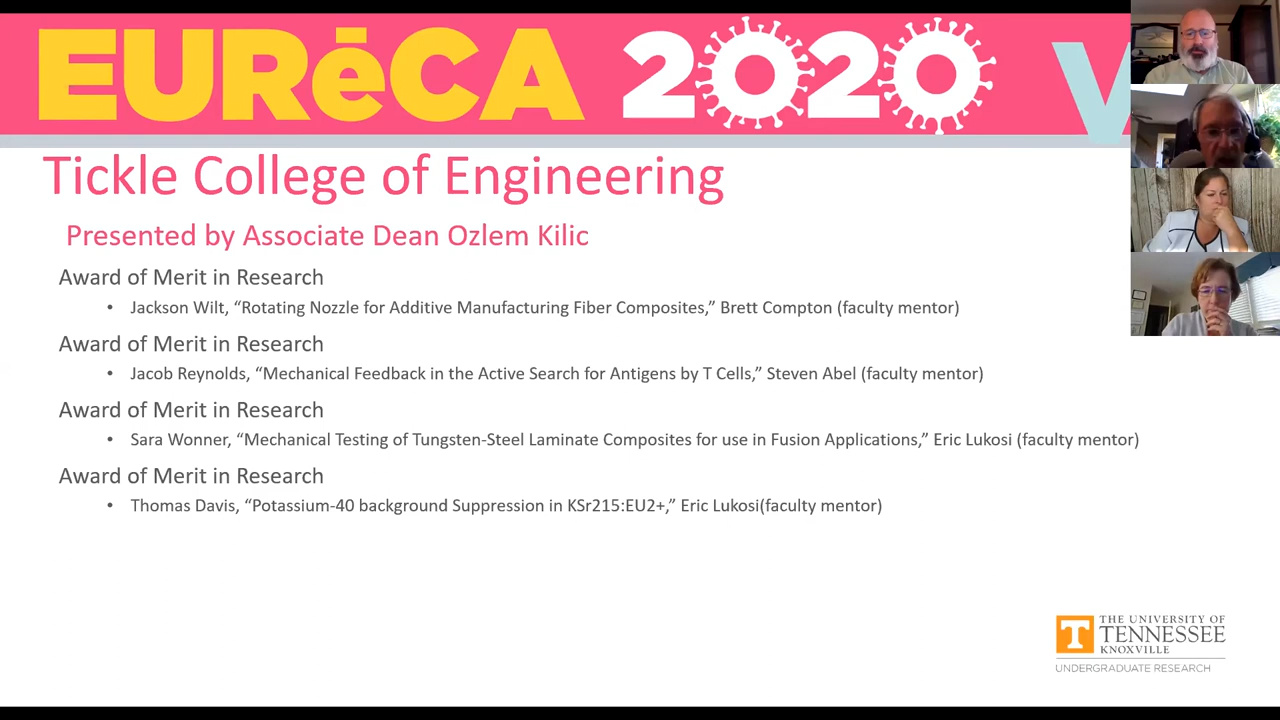 EURēCA 2020 V
Tickle College of Engineering
Presented by Associate Dean Ozlem Kilic
Award of Merit in Research
• Jackson Wilt, “Rotating Nozzle for Additive Manufacturing Fiber Composites,” Brett Compton (faculty mentor)
Award of Merit in Research
• Jacob Reynolds, “Mechanical Feedback in the Active Search for Antigens by T Cells,” Steven Abel (faculty mentor)
Award of Merit in Research
• Sara Wonner, “Mechanical Testing of Tungsten-Steel Laminate Composites for use in Fusion Applications,” Eric Lukosi (faculty mentor)
Award of Merit in Research
• Thomas Davis, “Potassium-40 background Suppression in KSr215:EU2+,” Eric Lukosi(faculty mentor)
T
THE UNIVERSITY OF
TENNESSEE
KNOXVILLE
UNDERGRADUATE RESEARCH